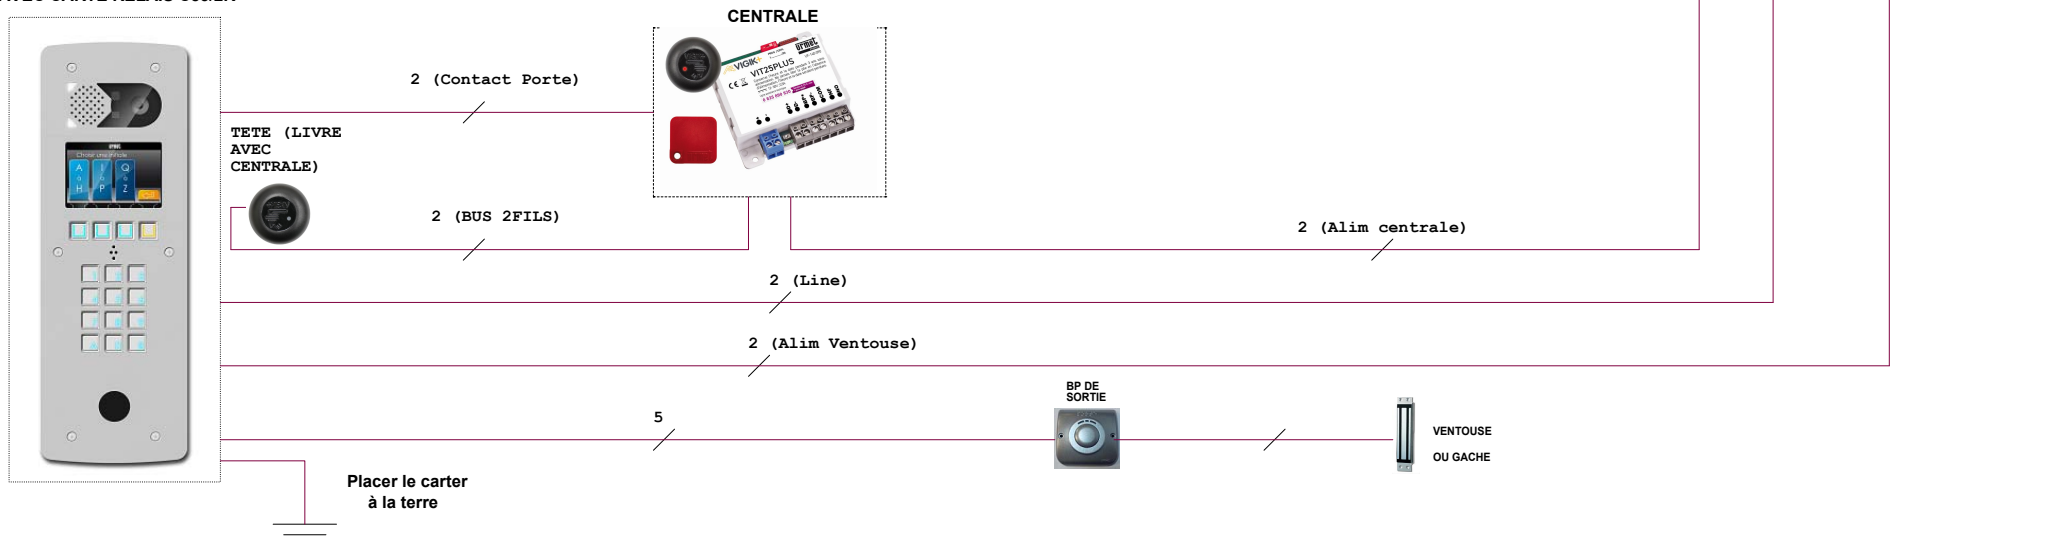 CENTRALE
2 (Contact Porte)
VIGIK+
urmet
VIT25PLUS
TETE (LIVRE
AVEC
CENTRALE)
A
à
H
I
à
P
Q
à
Z
2 (BUS 2FILS)
2 (Alim centrale)
2 (Line)
2 (Alim Ventouse)
BP DE
SORTIE
5
VENTOUSE
OU GACHE
Placer le carter
à la terre